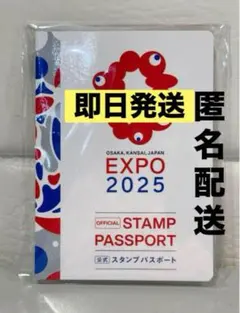 即日発送
匿名配送
OSAKA, KANSAI, JAPAN
EXPO
2025
OFFICIAL STAMP
PASSPORT
公式 スタンプパスポート